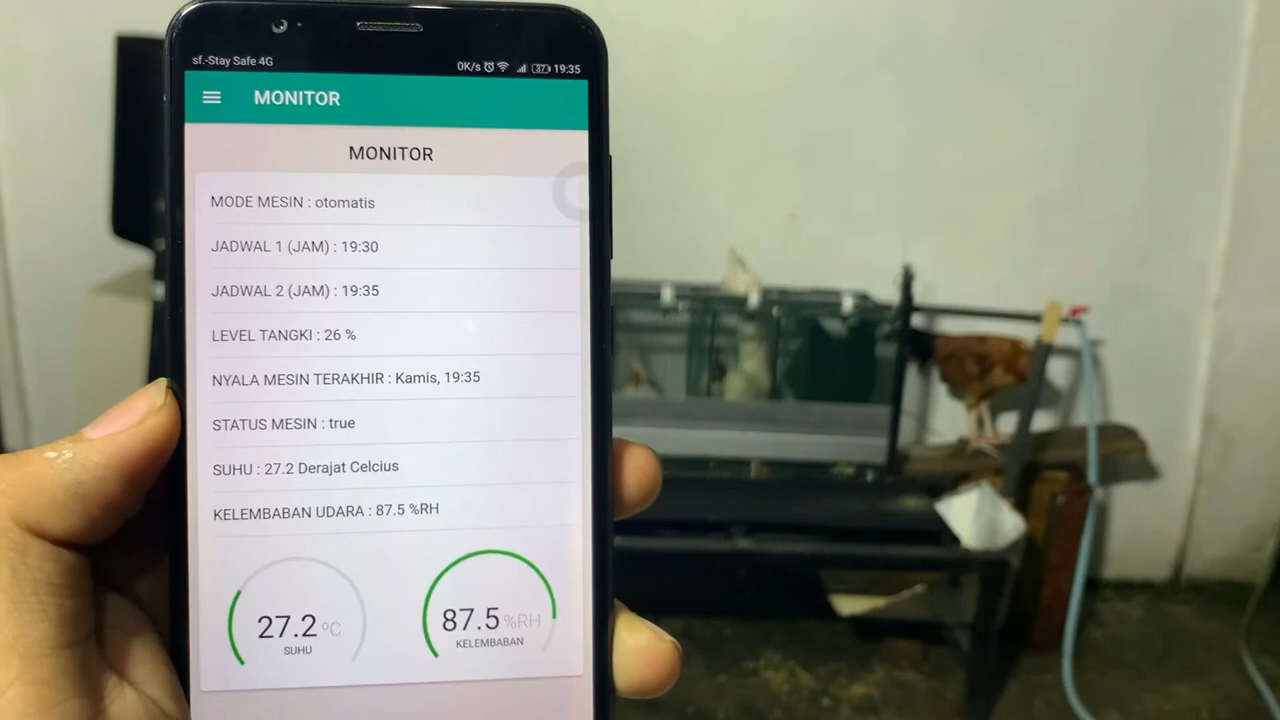 sf.-Stay Safe 4G
0K/s 37 19:35
MONITOR
MONITOR
MODE MESIN : otomatis
JADWAL 1 (JAM) : 19:30
JADWAL 2 (JAM) : 19:35
LEVEL TANGKI : 26 %
NYALA MESIN TERAKHIR : Kamis, 19:35
STATUS MESIN : true
SUHU : 27.2 Derajat Celcius
KELEMBABAN UDARA : 87.5 %RH
27.2 ºC
SUHU
87.5 %RH
KELEMBABAN